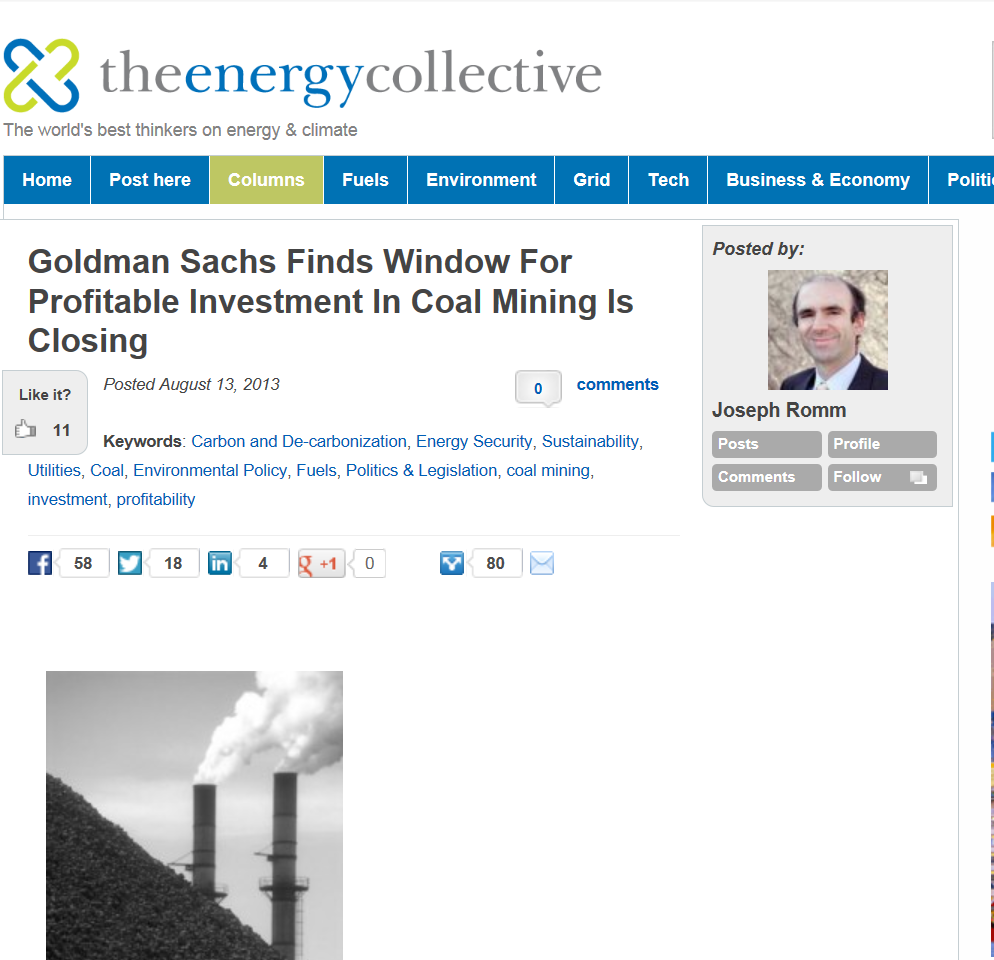 theenergycollective
The world's best thinkers on energy & climate
Home Post here Columns Fuels Environment Grid Tech Business & Economy Politi
Goldman Sachs Finds Window For
Profitable Investment In Coal Mining Is
Closing
Like it?
11
Posted August 13, 2013
0 comments
Keywords: Carbon and De-carbonization, Energy Security, Sustainability,
Utilities, Coal, Environmental Policy, Fuels, Politics & Legislation, coal mining,
investment, profitability
f 58 18 in 4 g +1 0 80
Posted by:
Joseph Romm
Posts Profile
Comments Follow